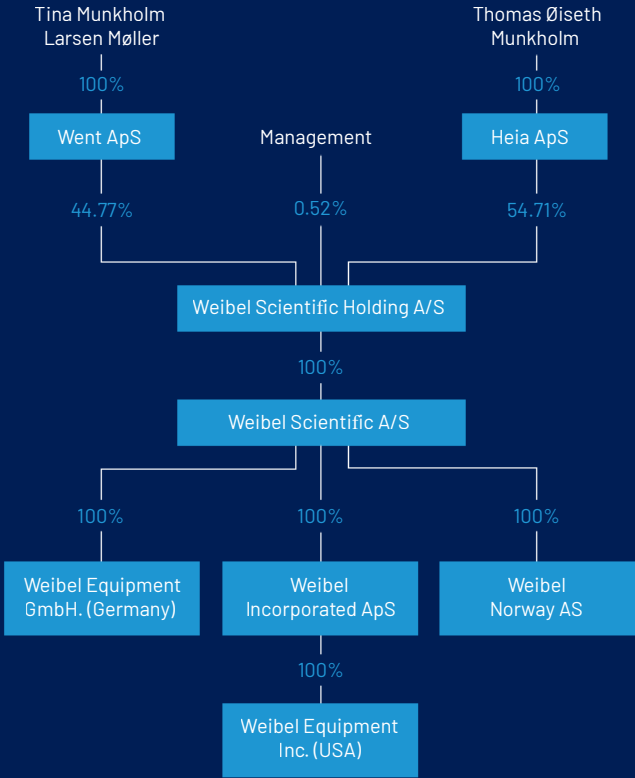 Tina Munkholm
Larsen Møller
Thomas Øiseth
Munkholm
100%
100%
Went ApS
Management
Heia ApS
44.77%
0.52%
54.71%
Weibel Scientific Holding A/S
100%
Weibel Scientific A/S
100%
100%
100%
Weibel Equipment
GmbH. (Germany)
Weibel
Incorporated ApS
Weibel
Norway AS
100%
Weibel Equipment
Inc. (USA)